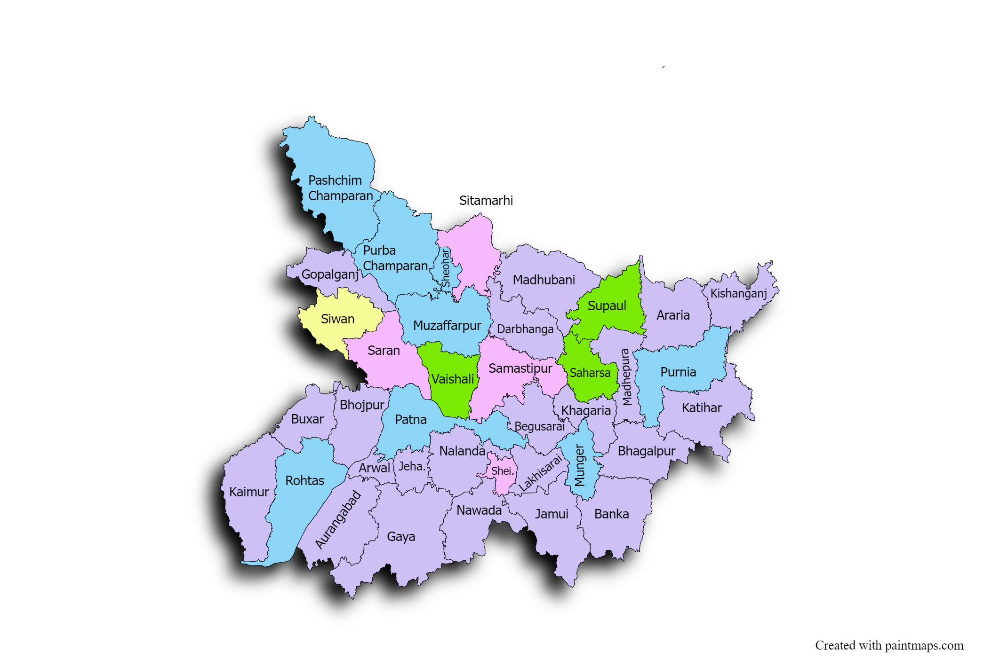 Pashchim
Champaran
Sitamarhi
Purba
Champaran
Sheohar
Gopalganj
Madhubani
Kishanganj
Siwan
Supaul
Araria
Muzaffarpur
Darbhanga
Saran
Samastipur
Vaishali
Saharsa
Madhepura
Purnia
Bhojpur
Buxar
Patna
Khagaria
Katihar
Begusarai
Nalanda
Bhagalpur
Arwal
Jeha.
Shei.
Lakhisarai
Munger
Rohtas
Kaimur
Aurangabad
Nawada
Jamui
Banka
Gaya
Created with paintmaps.com